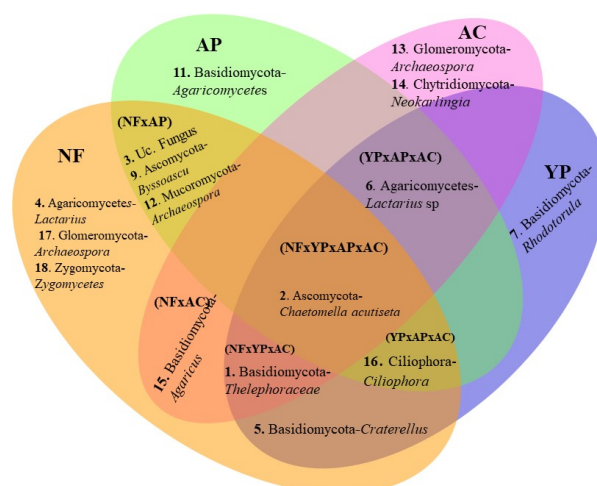 AP
AC
11. Basidiomycota-
Agaricomycetes
13. Glomeromycota-
Archaeospora
14. Chytridiomycota-
Neokarlingia
(NFxAP)
3. Uc. Fungus
9. Ascomycota-
Byssoascu
12. Mucoromycota-
Archaeospora
NF
4. Agaricomycetes-
Lactarius
17. Glomeromycota-
Archaeospora
18. Zygomycota-
Zygomycetes
(YPxAPxAC)
6. Agaricomycetes-
Lactarius sp
YP
7. Basidiomycota-
Rhodotorula
(NFxYPxAPxAC)
2. Ascomycota-
Chaetomella acutiseta
(NFxAC)
15. Basidiomycota-
Agaricus
(NFxYPxAC)
1. Basidiomycota-
Thelephoraceae
(YPxAPxAC)
16. Ciliophora-
Ciliophora
5. Basidiomycota-Craterellus